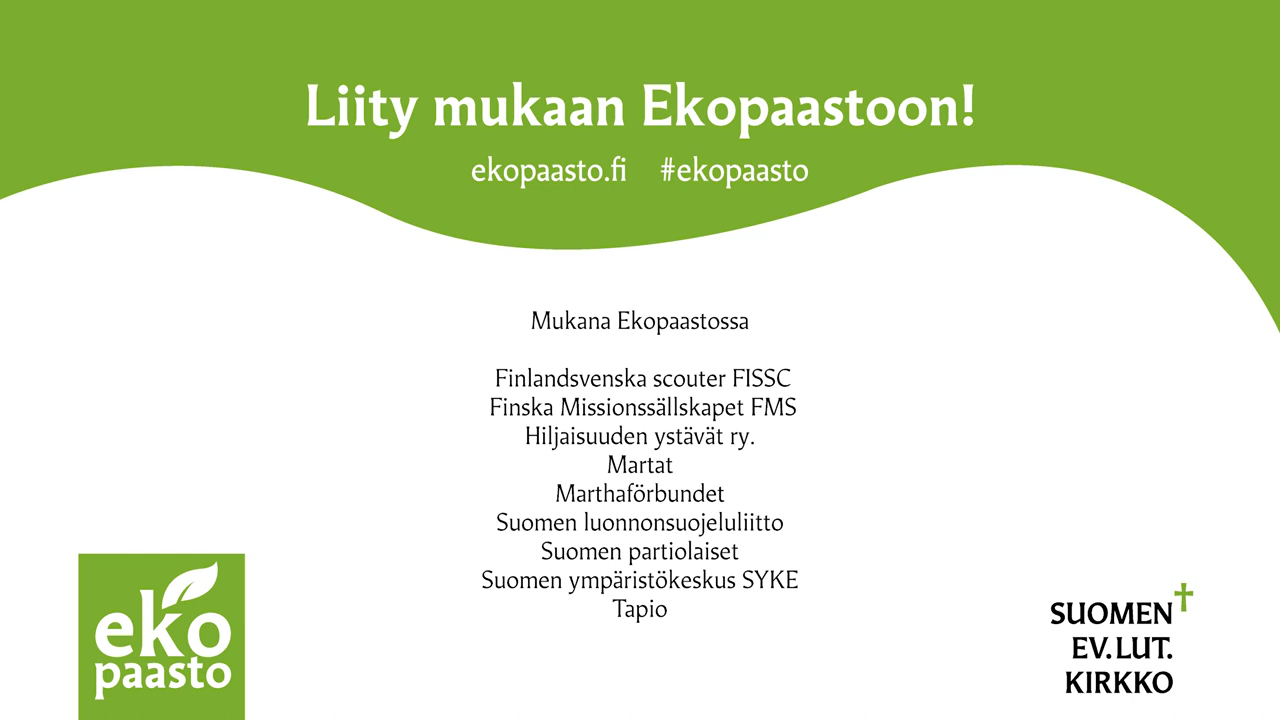 Liity mukaan Ekopaastoon!
ekopaasto.fi #ekopaasto
Mukana Ekopaastossa
Finlandsvenska scouter FISSC
Finska Missionssällskapet FMS
Hiljaisuuden ystävät ry.
Martat
Marthaförbundet
Suomen luonnonsuojeluliitto
Suomen partiolaiset
Suomen ympäristökeskus SYKE
Tapio
eko
paasto
SUOMEN
EV.LUT.
KIRKKO